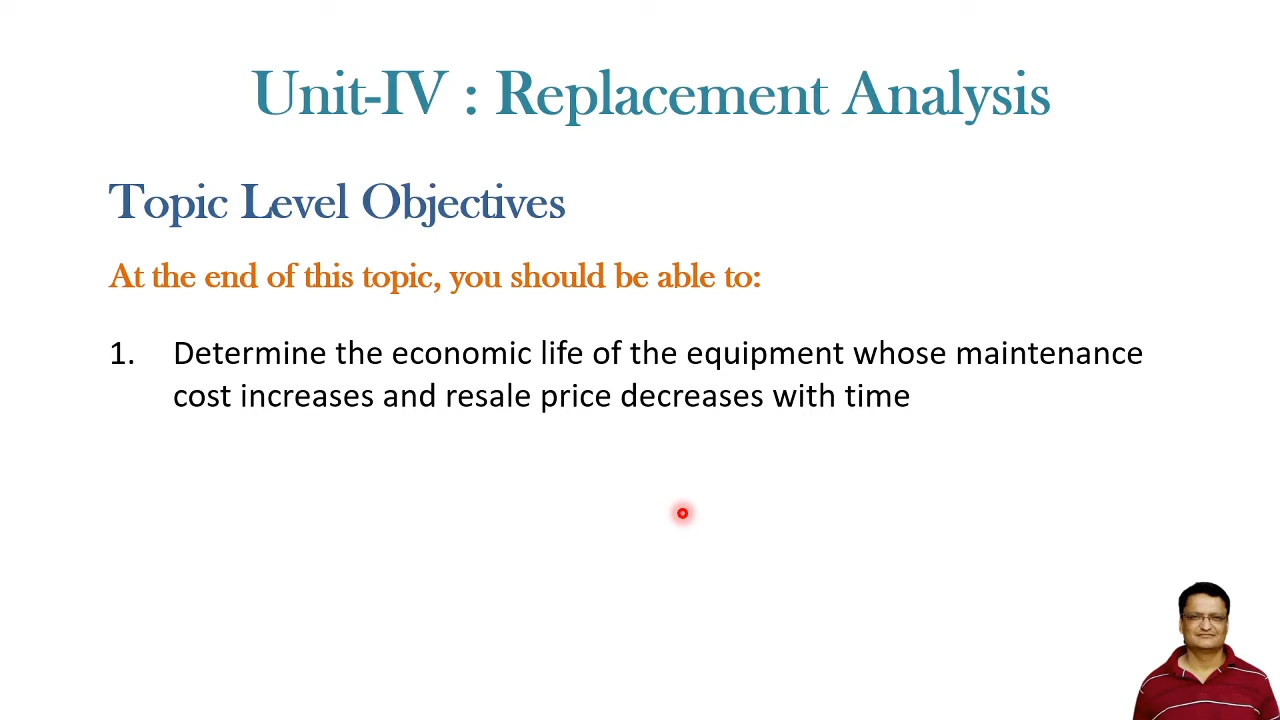 Unit-IV : Replacement Analysis
Topic Level Objectives
At the end of this topic, you should be able to:
1. Determine the economic life of the equipment whose maintenance
cost increases and resale price decreases with time